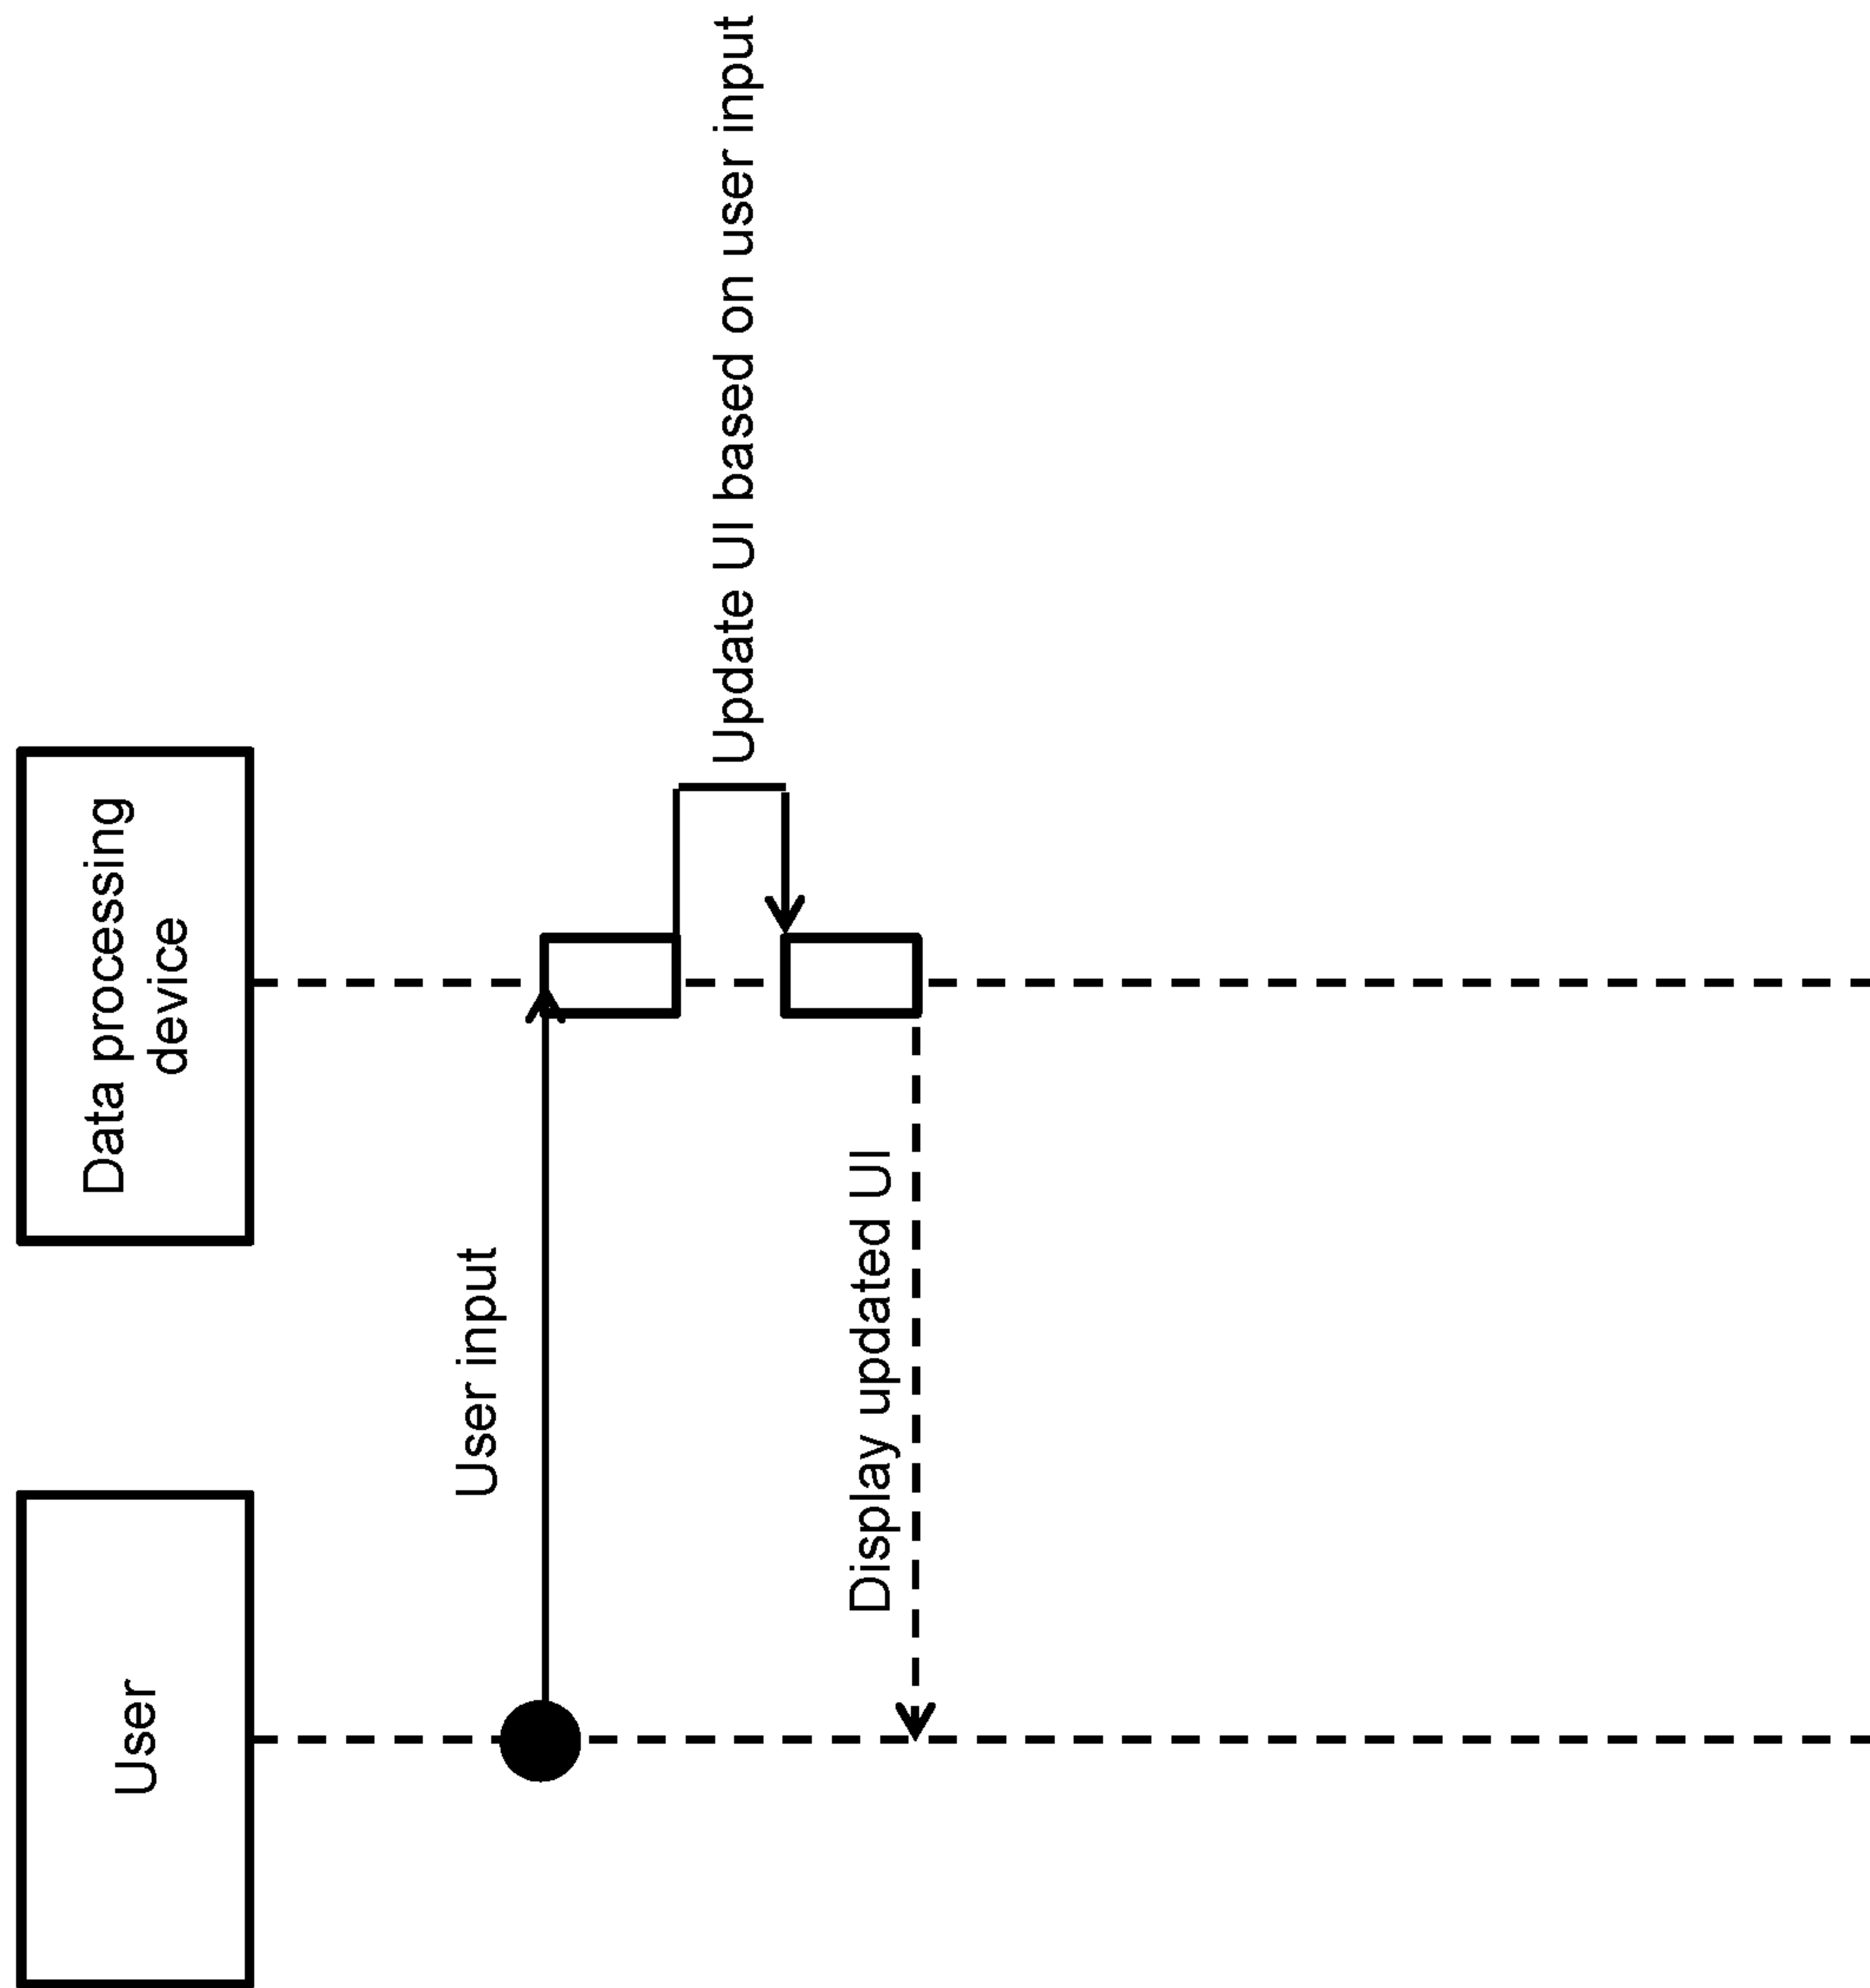 User
Data processing
device
User input
Update UI based on user input
Display updated UI